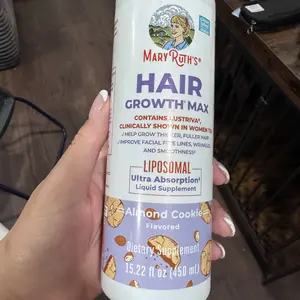 MARYRUTH'S®
HAIR
GROWTH* MAX
CONTAINS LUSTRIVA®,
CLINICALLY SHOWN IN WOMEN TO
HELP GROW THICKER, FULLER HAIR
IMPROVE FACIAL FINE LINES, WRINKLES
AND SMOOTHNESS*
LIPOSOMAL
Ultra Absorption*
Liquid Supplement
Almond Cookie
Flavored
Dietary Supplement
15.22 fl oz (450 ml)